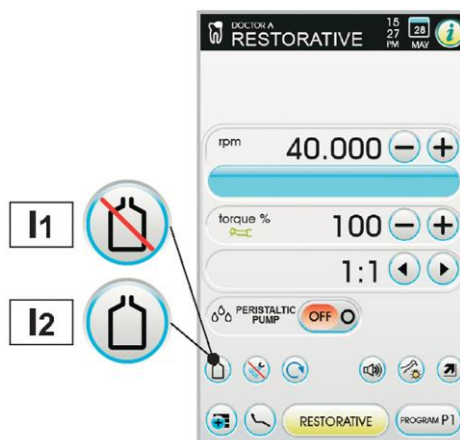 DOCTOR A
RESTORATIVE
15
27
PM
28
MAY
i
rpm
40.000
torque %
100
1:1
PERISTALTIC
PUMP
OFF
RESTORATIVE
PROGRAM P1
I1
I2